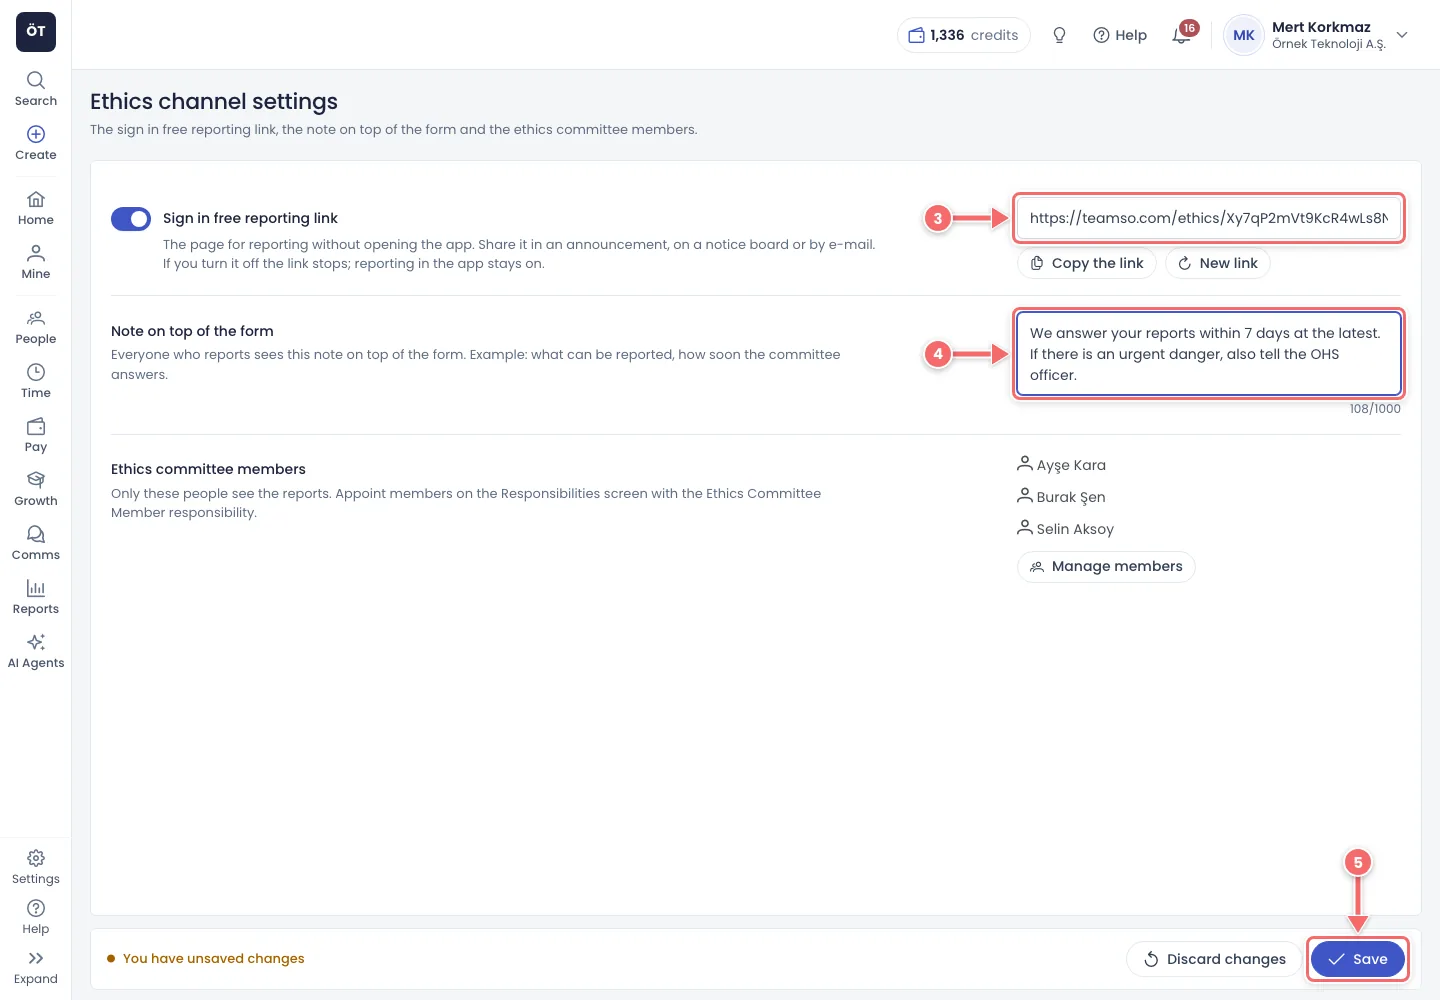 ÖT
Search
Create
Home
Mine
People
Time
Pay
Growth
Comms
Reports
AI Agents
Settings
Help
Expand
1,336 credits
Help
16
MK
Mert Korkmaz
Örnek Teknoloji A.Ş.
Ethics channel settings
The sign in free reporting link, the note on top of the form and the ethics committee members.
Sign in free reporting link
The page for reporting without opening the app. Share it in an announcement, on a notice board or by e-mail.
If you turn it off the link stops; reporting in the app stays on.
3
https://teamso.com/ethics/Xy7qP2mVt9KcR4wLs8N
Copy the link
New link
Note on top of the form
Everyone who reports sees this note on top of the form. Example: what can be reported, how soon the committee
answers.
4
We answer your reports within 7 days at the latest.
If there is an urgent danger, also tell the OHS
officer.
108/1000
Ethics committee members
Only these people see the reports. Appoint members on the Responsibilities screen with the Ethics Committee
Member responsibility.
Ayşe Kara
Burak Şen
Selin Aksoy
Manage members
5
You have unsaved changes
Discard changes
Save